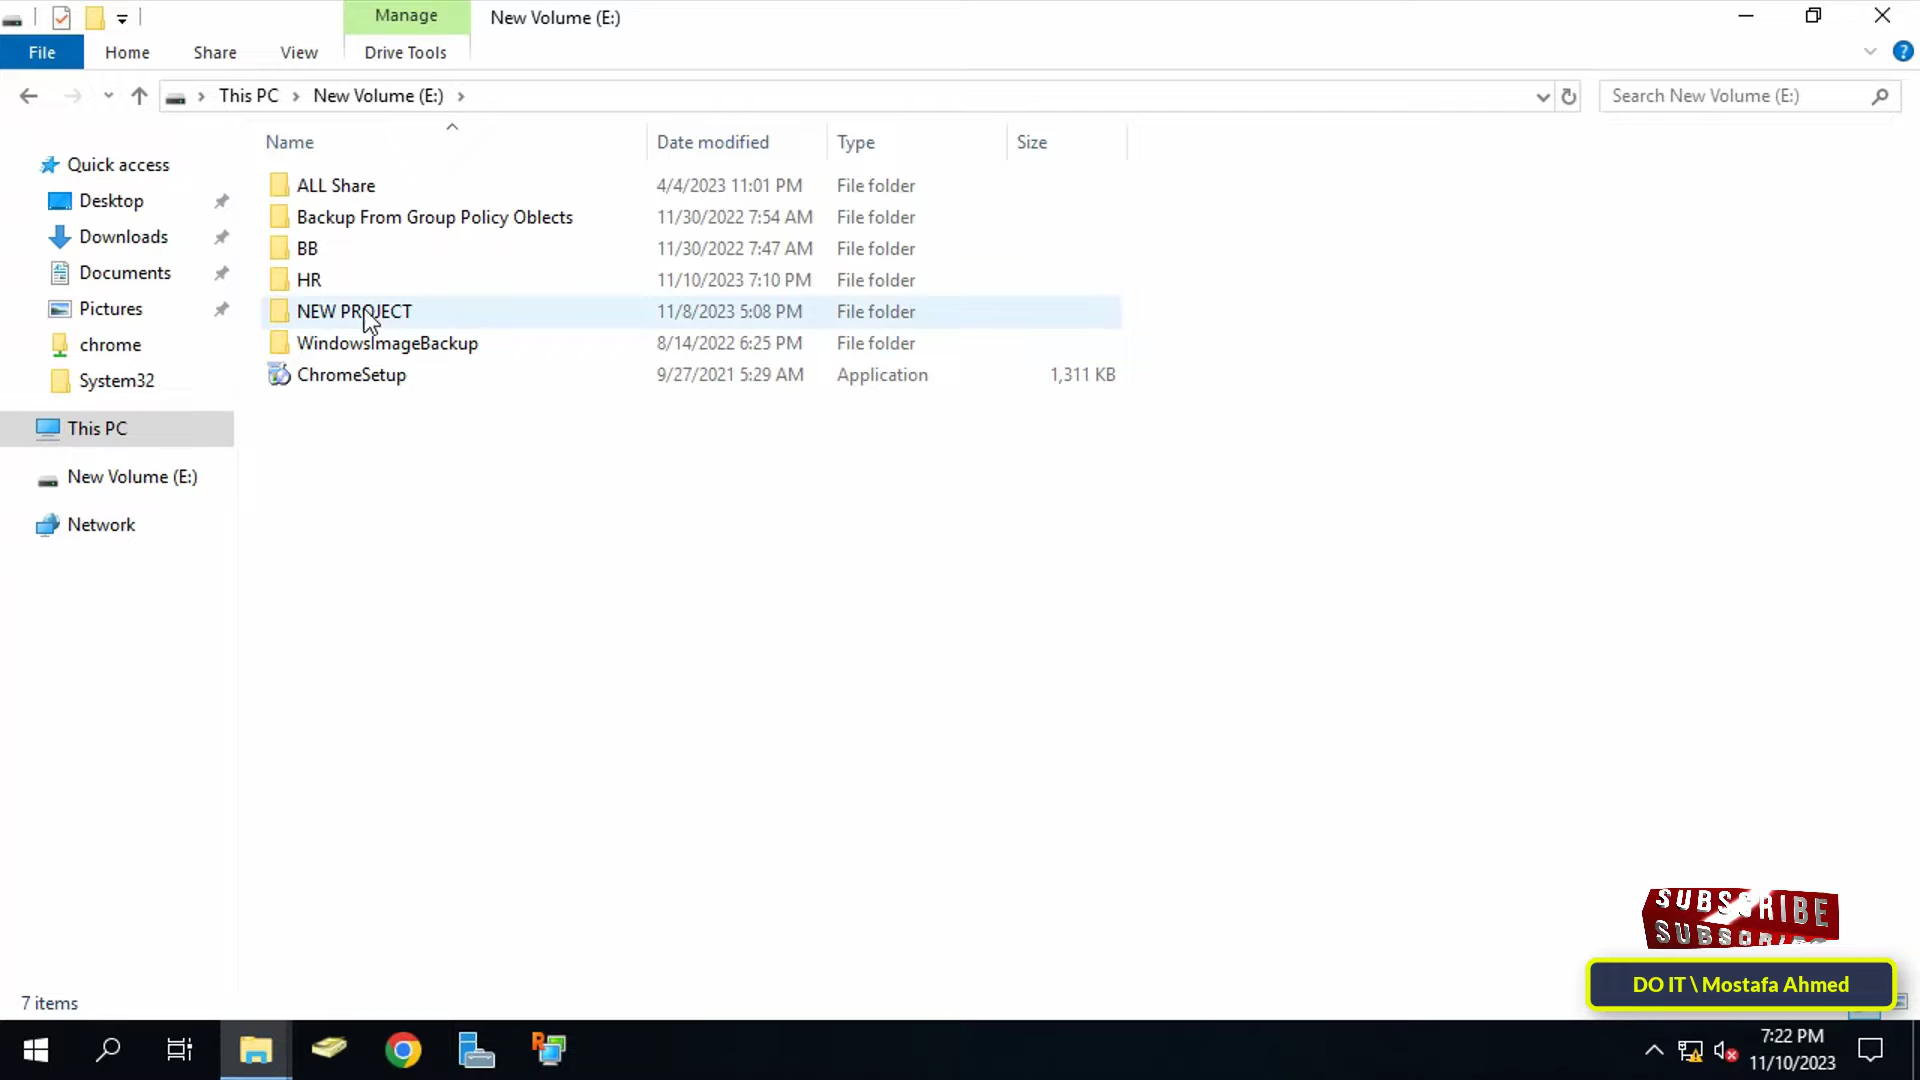 Manage
New Volume (E:)
File
Home
Share
View
Drive Tools
This PC
New Volume (E:)
Search New Volume (E:)
Name
Date modified
Type
Size
Quick access
Desktop
Downloads
Documents
Pictures
chrome
System32
This PC
New Volume (E:)
Network
ALL Share 4/4/2023 11:01 PM File folder
Backup From Group Policy Oblects 11/30/2022 7:54 AM File folder
BB 11/30/2022 7:47 AM File folder
HR 11/10/2023 7:10 PM File folder
NEW PROJECT 11/8/2023 5:08 PM File folder
WindowsImageBackup 8/14/2022 6:25 PM File folder
ChromeSetup 9/27/2021 5:29 AM Application 1,311 KB
SUBSCRIBE
SUBSCRIBE
DO IT \ Mostafa Ahmed
7 items
7:22 PM
11/10/2023